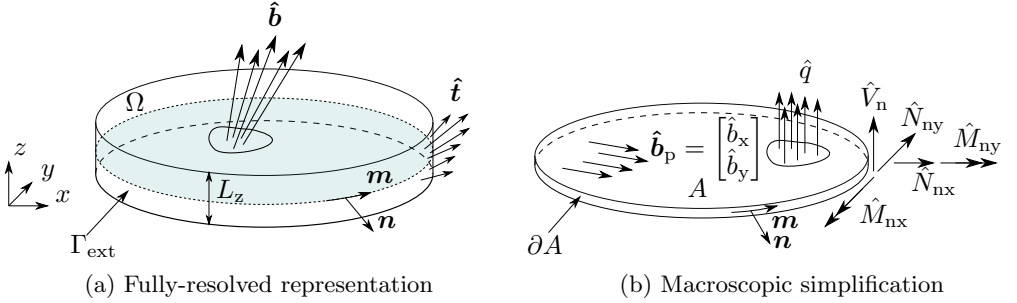 b̂
t̂
Ω
z
y
x
L_z
m
n
Γ_ext
(a) Fully-resolved representation
q̂
V̂_n
N̂_ny
M̂_ny
N̂_nx
M̂_nx
b̂_p = [b̂_x b̂_y]
A
m
n
∂A
(b) Macroscopic simplification